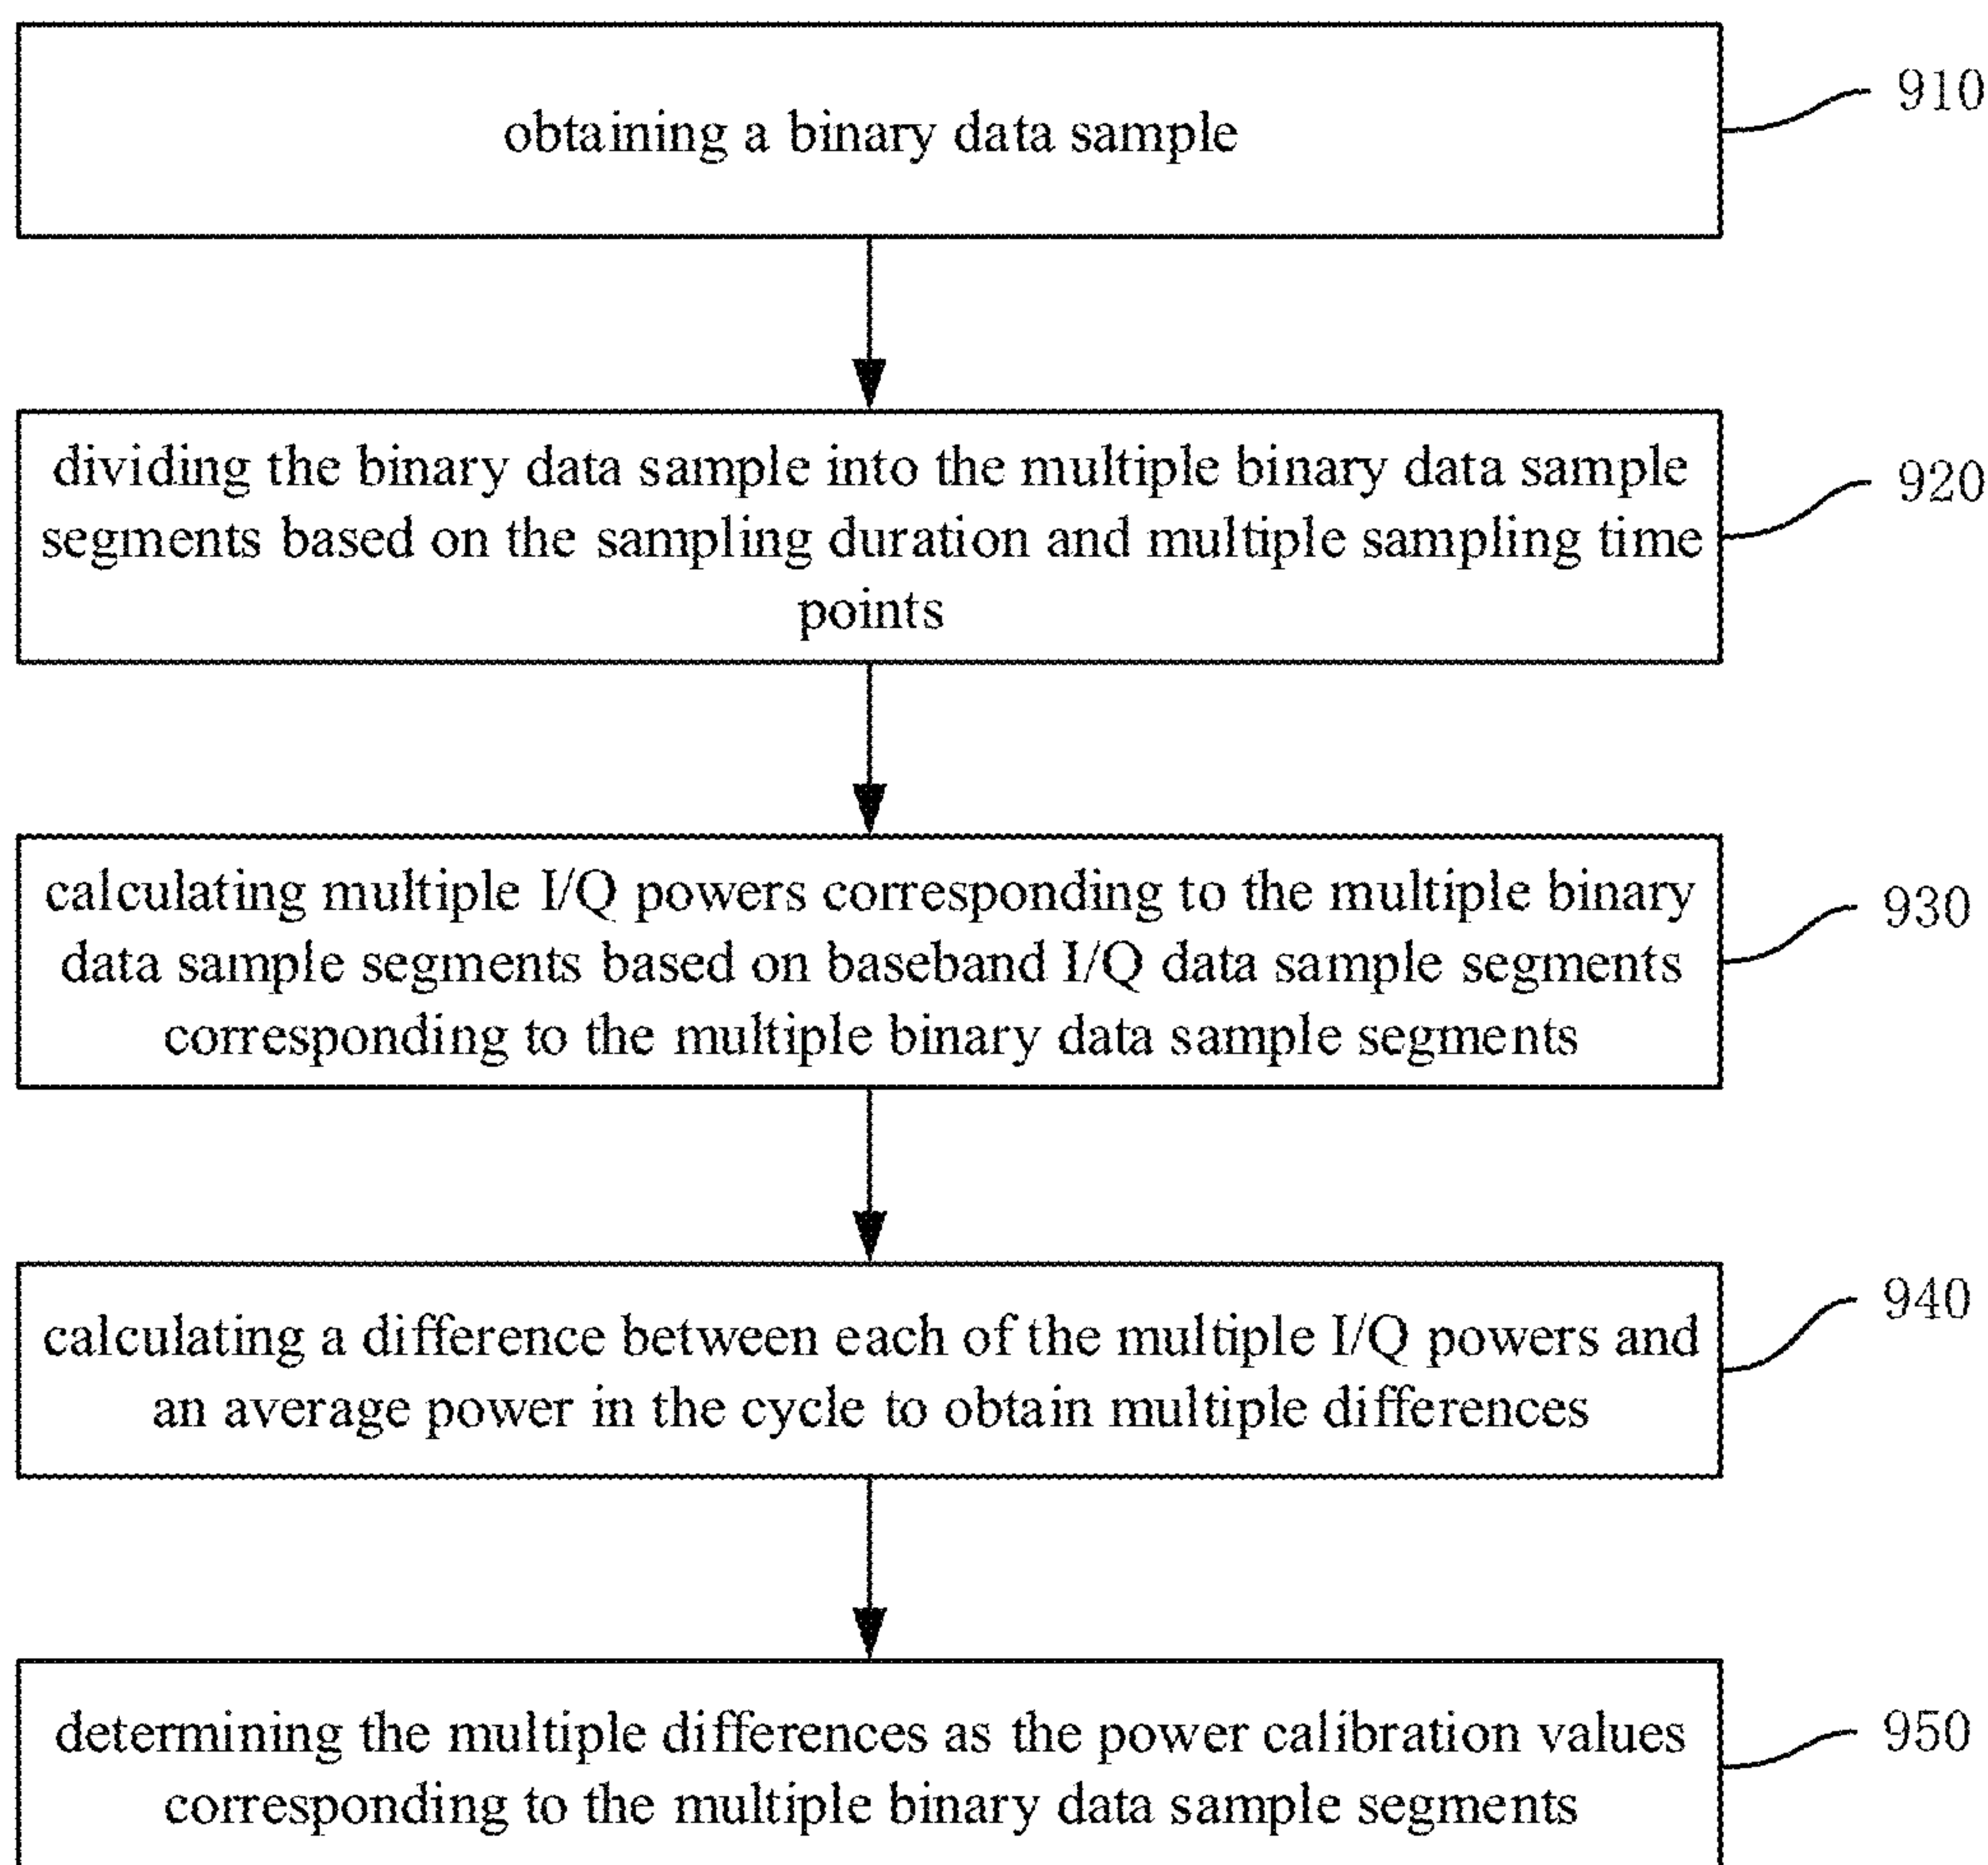 obtaining a binary data sample
910
dividing the binary data sample into the multiple binary data sample
segments based on the sampling duration and multiple sampling time
points
920
calculating multiple I/Q powers corresponding to the multiple binary
data sample segments based on baseband I/Q data sample segments
corresponding to the multiple binary data sample segments
930
calculating a difference between each of the multiple I/Q powers and
an average power in the cycle to obtain multiple differences
940
determining the multiple differences as the power calibration values
corresponding to the multiple binary data sample segments
950